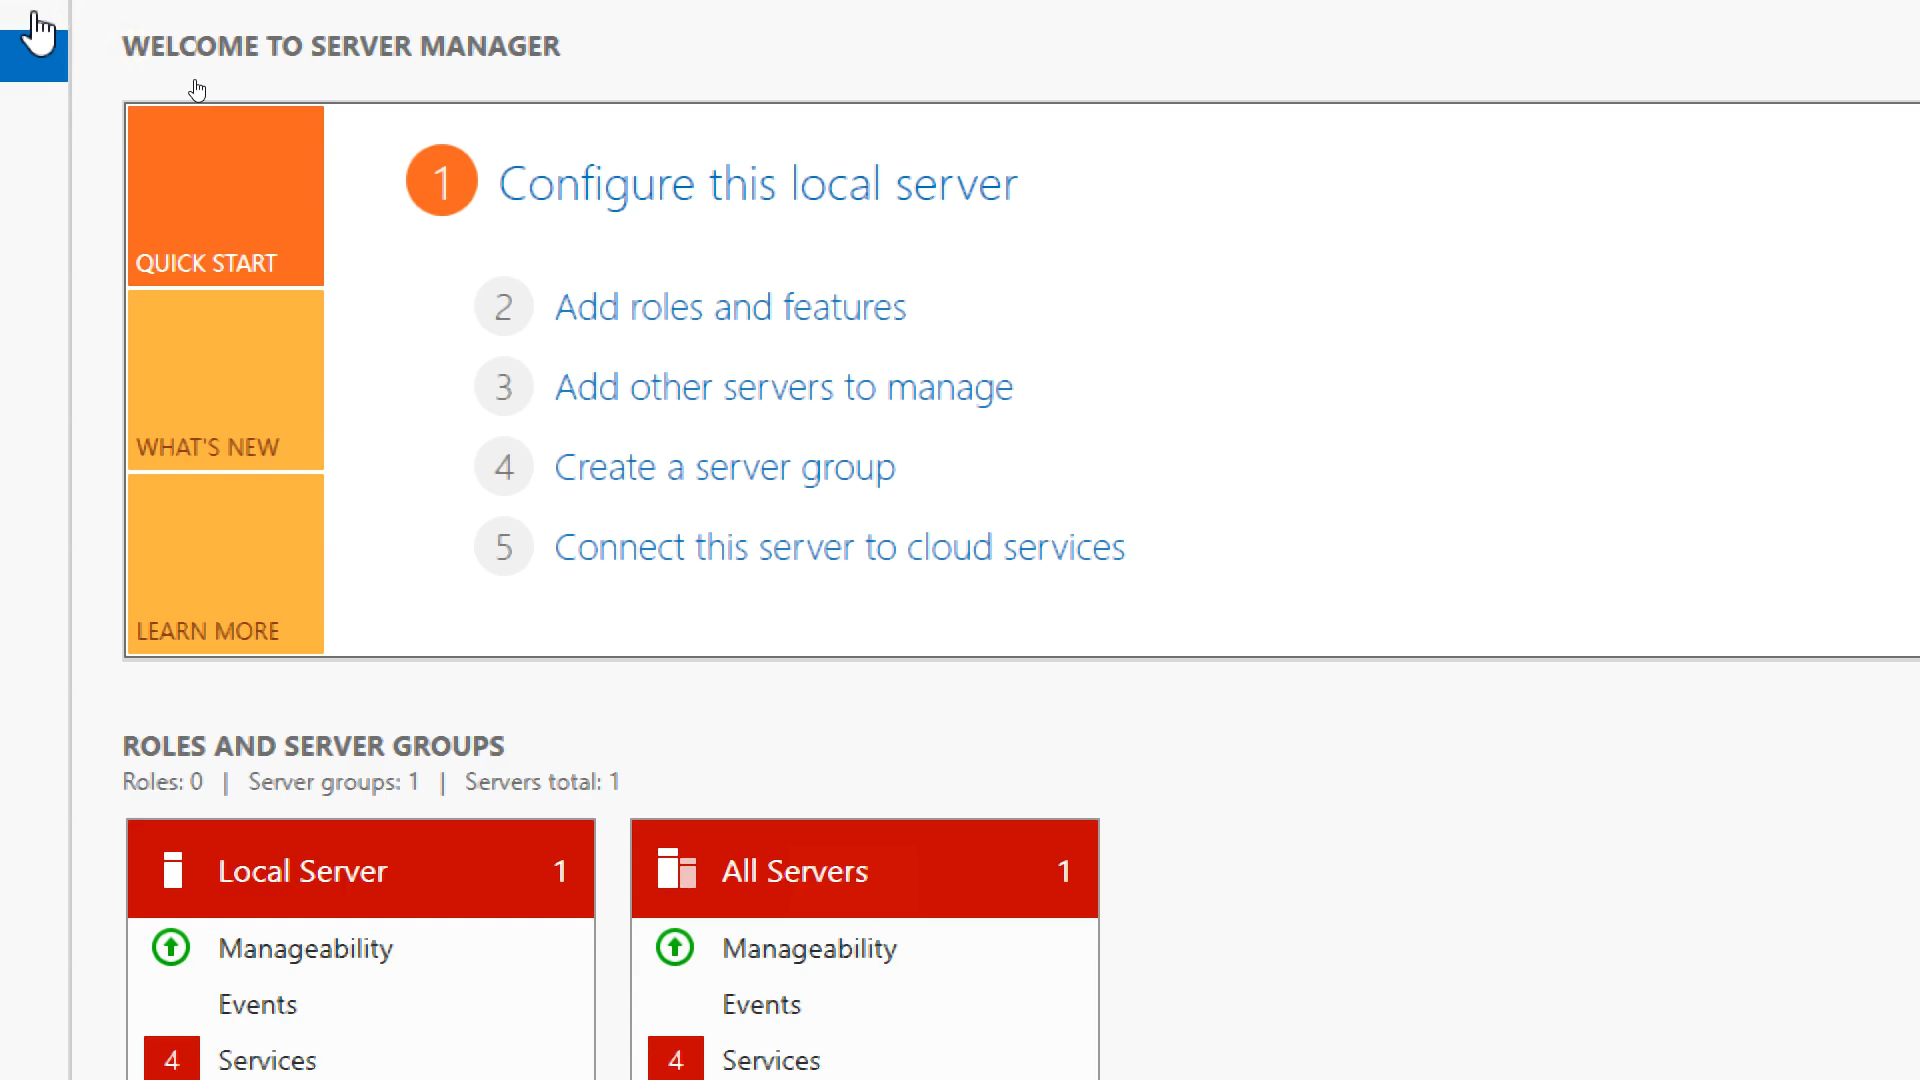 WELCOME TO SERVER MANAGER
1 Configure this local server
QUICK START
2 Add roles and features
3 Add other servers to manage
WHAT'S NEW
4 Create a server group
5 Connect this server to cloud services
LEARN MORE
ROLES AND SERVER GROUPS
Roles: 0 | Server groups: 1 | Servers total: 1
Local Server 1
Manageability
Events
4 Services
All Servers 1
Manageability
Events
4 Services